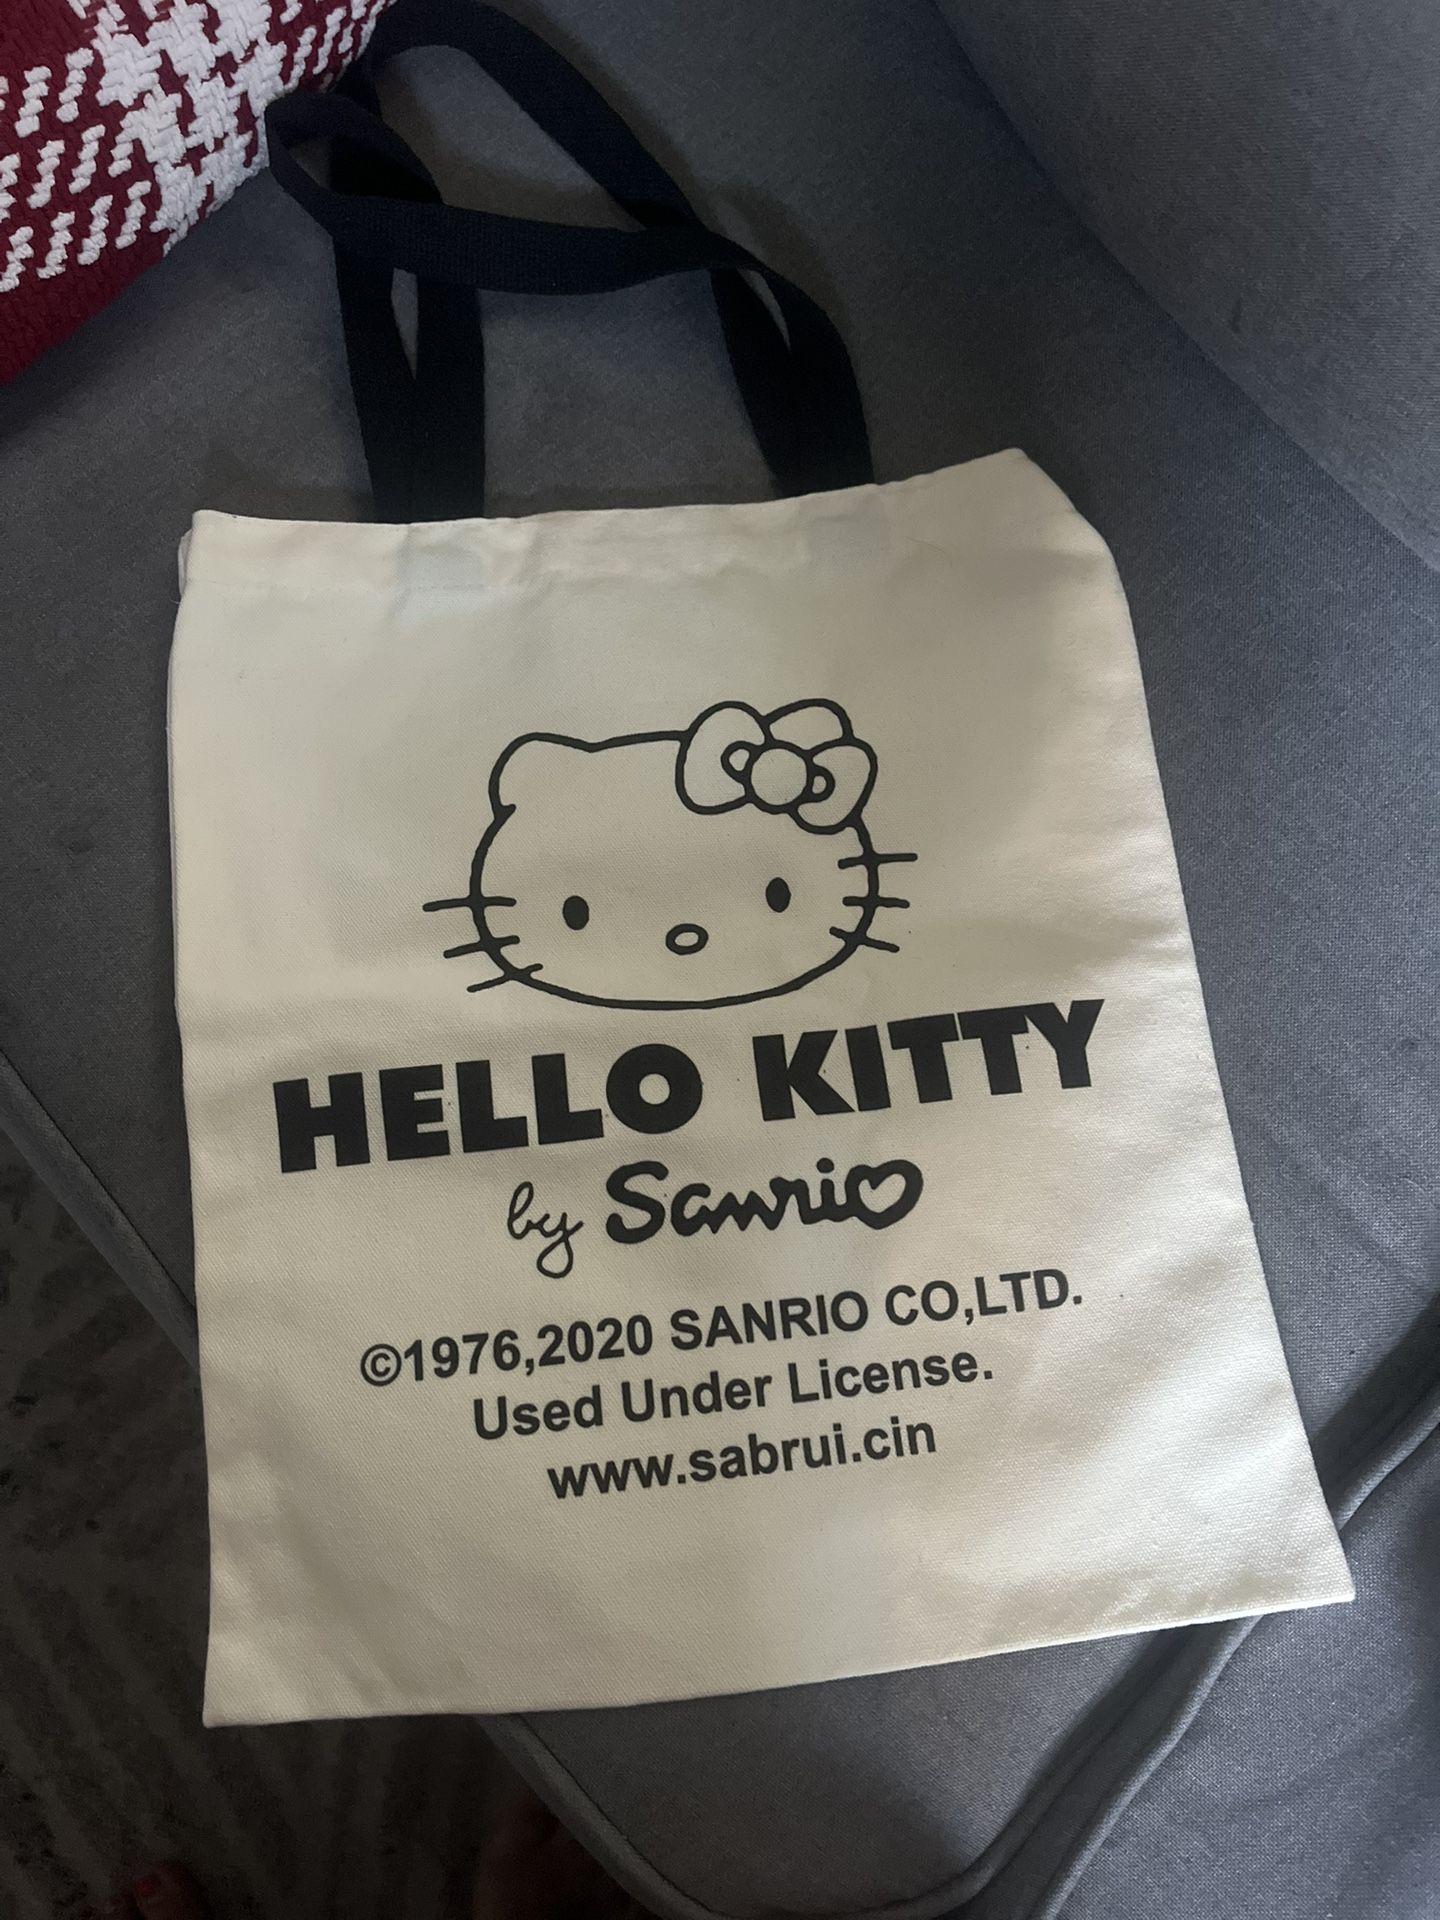 HELLO KITTY
by Sanrio
©1976,2020 SANRIO CO,LTD.
Used Under License.
www.sabrui.cin